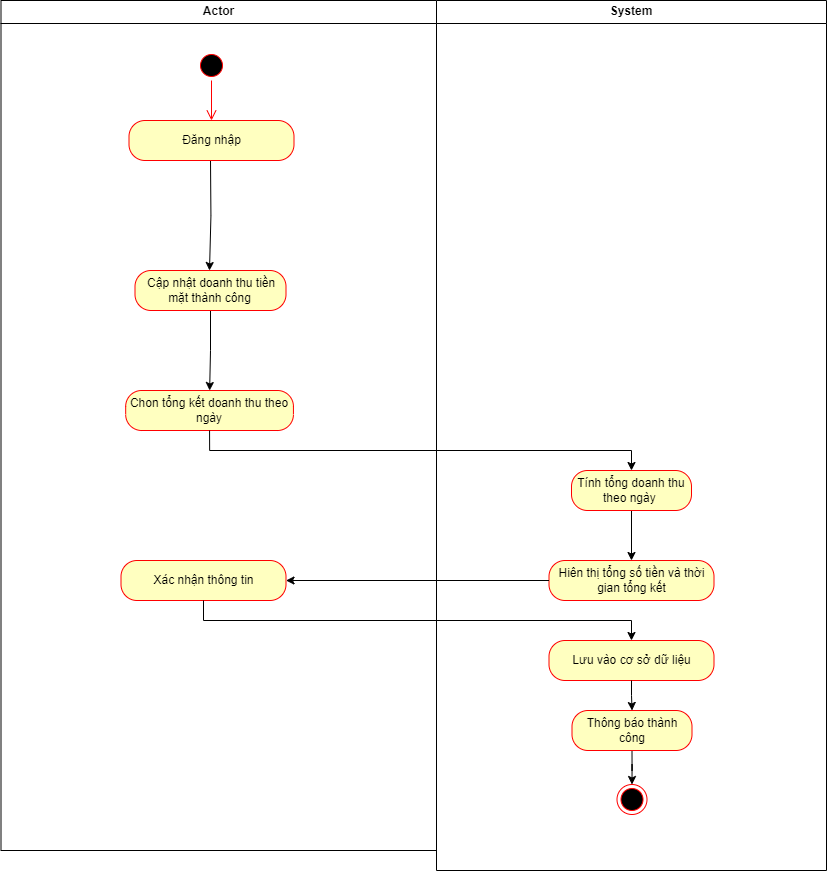 Actor
System
Đăng nhập
Cập nhật doanh thu tiền
mặt thành công
Chon tổng kết doanh thu theo
ngày
Tính tổng doanh thu
theo ngày
Xác nhận thông tin
Hiên thị tổng số tiền và thời
gian tổng kết
Lưu vào cơ sở dữ liệu
Thông báo thành
công